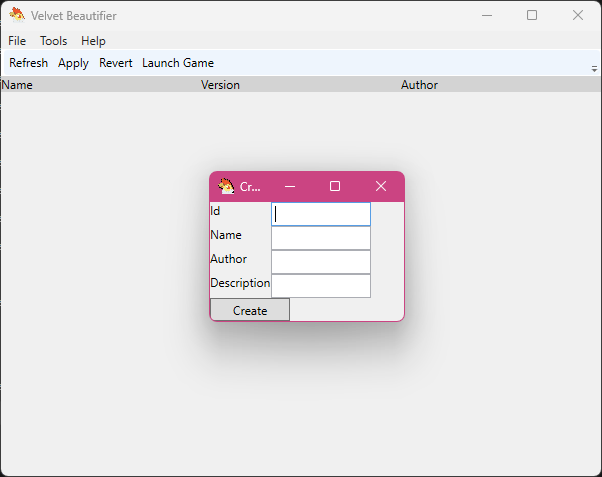 Velvet Beautifier
File Tools Help
Refresh Apply Revert Launch Game
Name Version Author
Cr...
Id
Name
Author
Description
Create